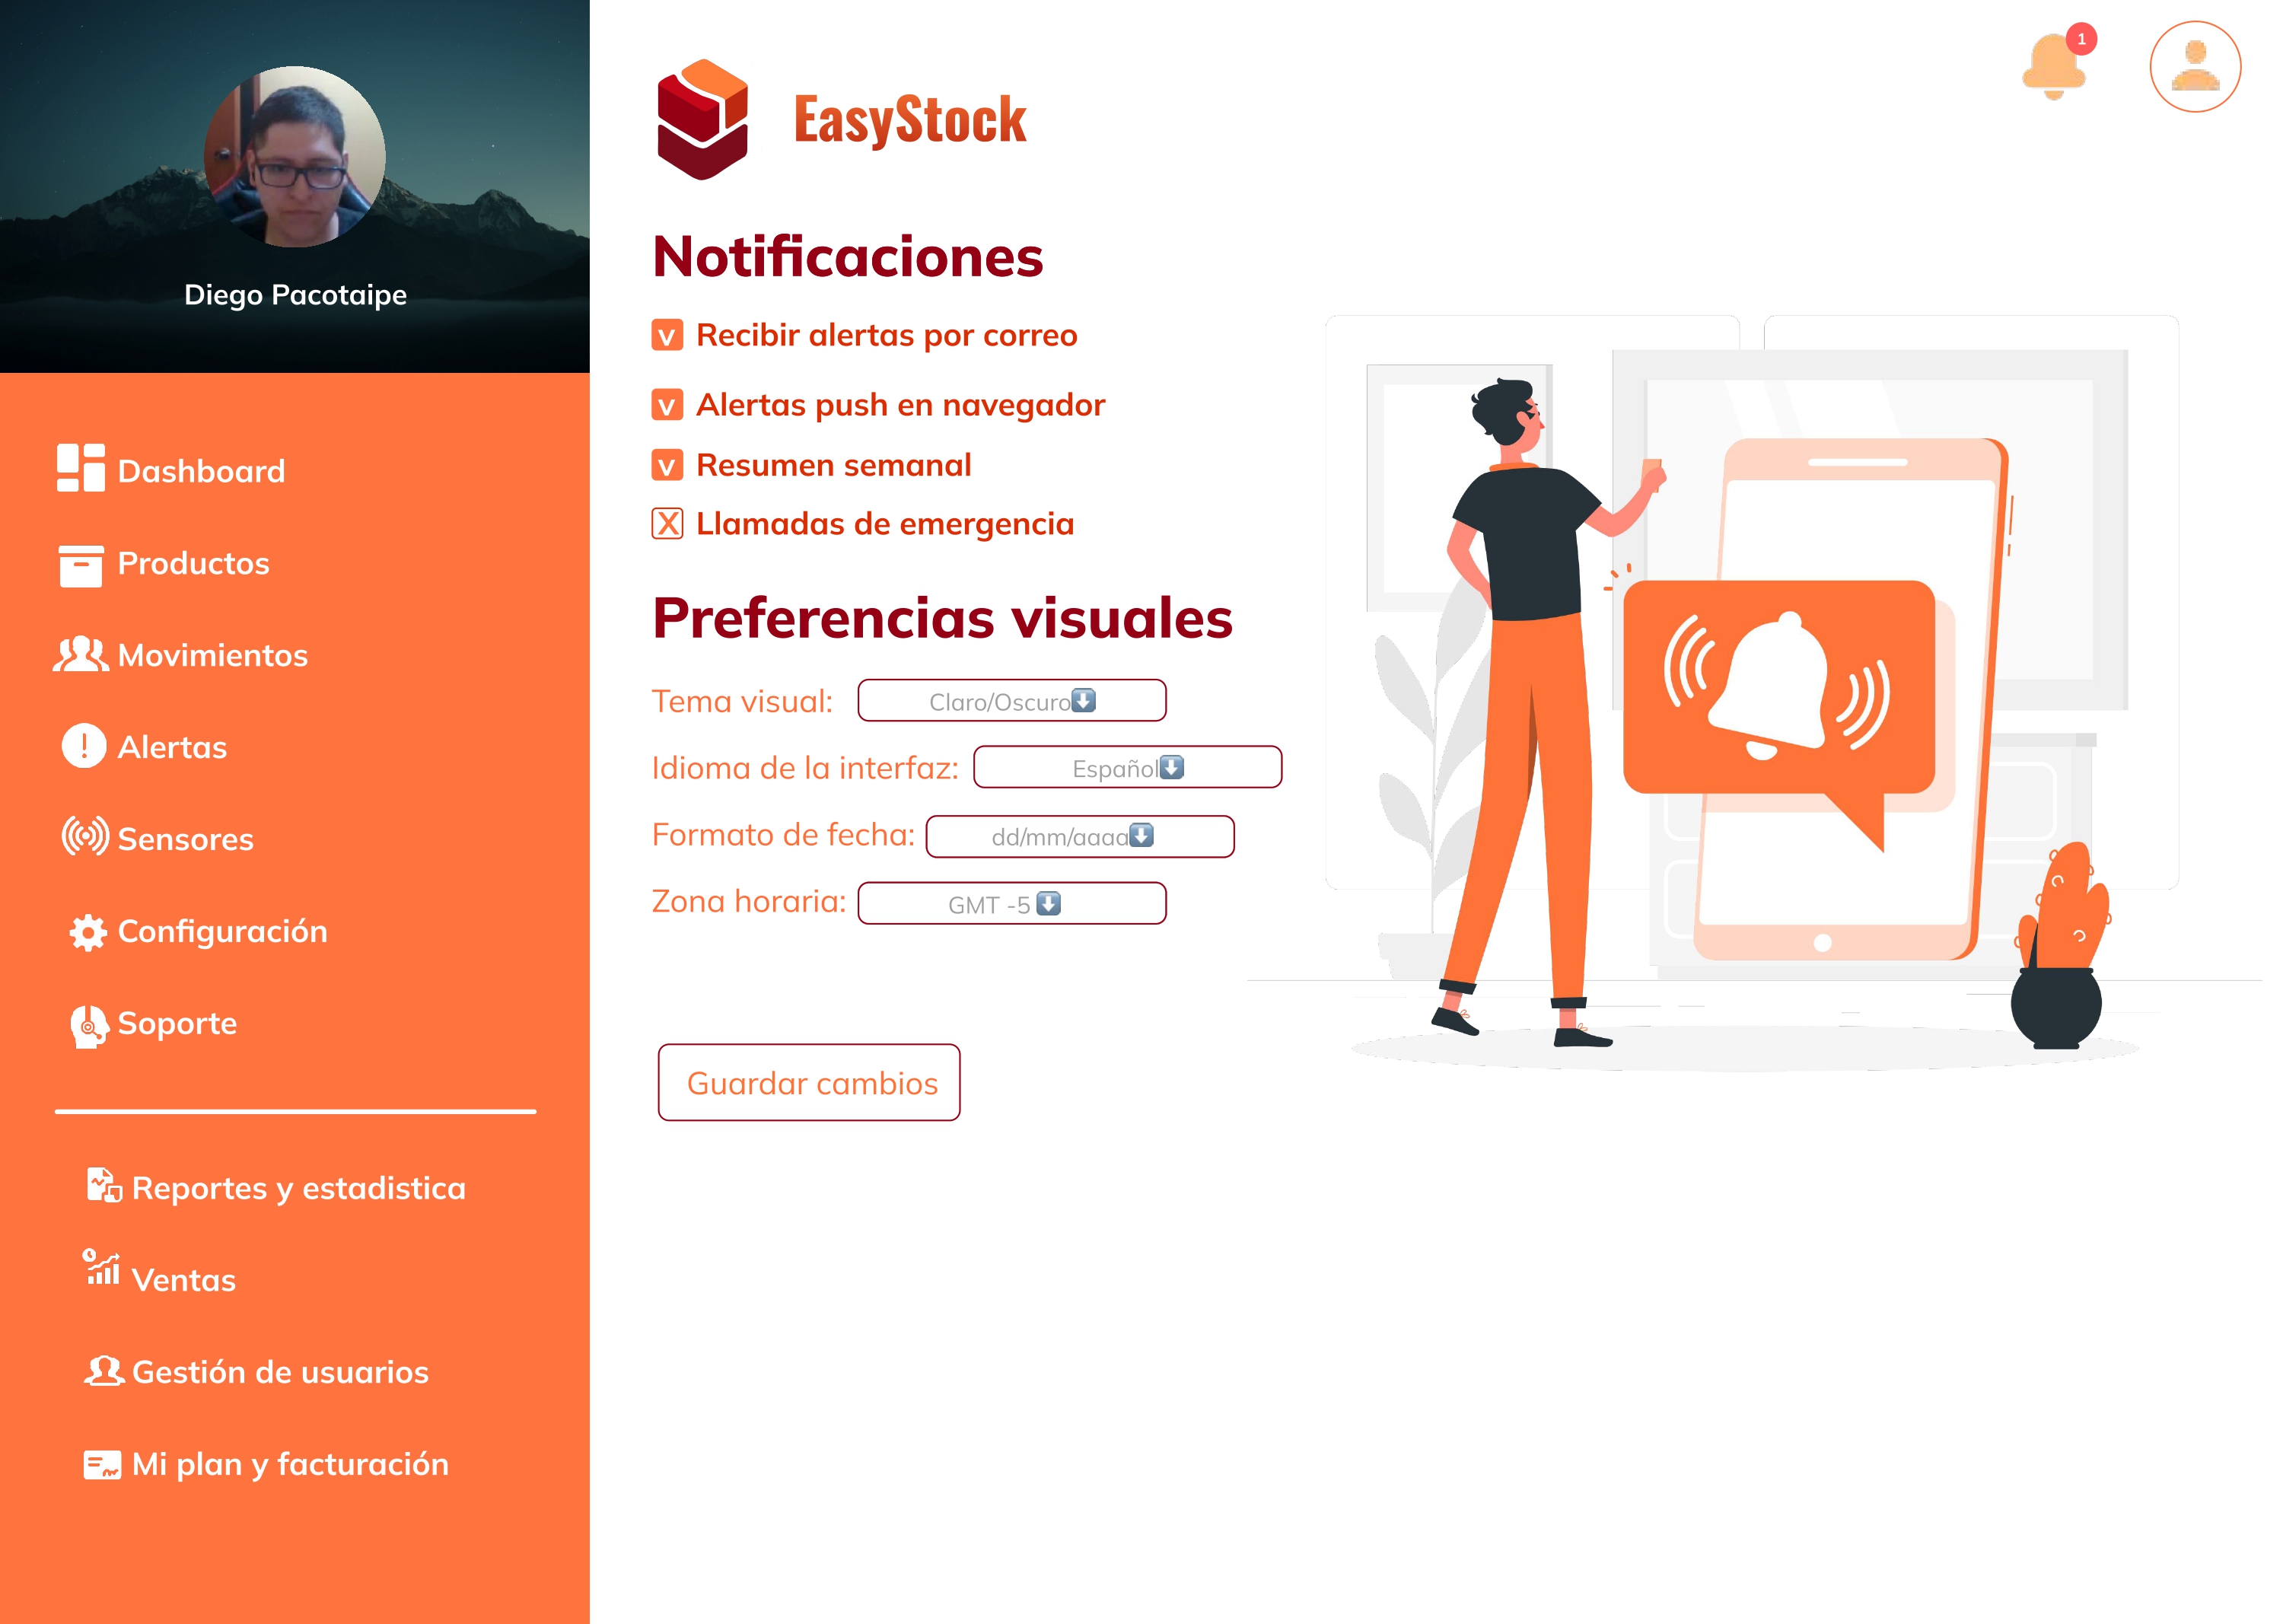 Diego Pacotaipe
Dashboard
Productos
Movimientos
Alertas
Sensores
Configuración
Soporte
Reportes y estadistica
Ventas
Gestión de usuarios
Mi plan y facturación
EasyStock
1
Notificaciones
v Recibir alertas por correo
v Alertas push en navegador
v Resumen semanal
X Llamadas de emergencia
Preferencias visuales
Tema visual: Claro/Oscuro⬇️
Idioma de la interfaz: Español⬇️
Formato de fecha: dd/mm/aaaa⬇️
Zona horaria: GMT -5 ⬇️
Guardar cambios